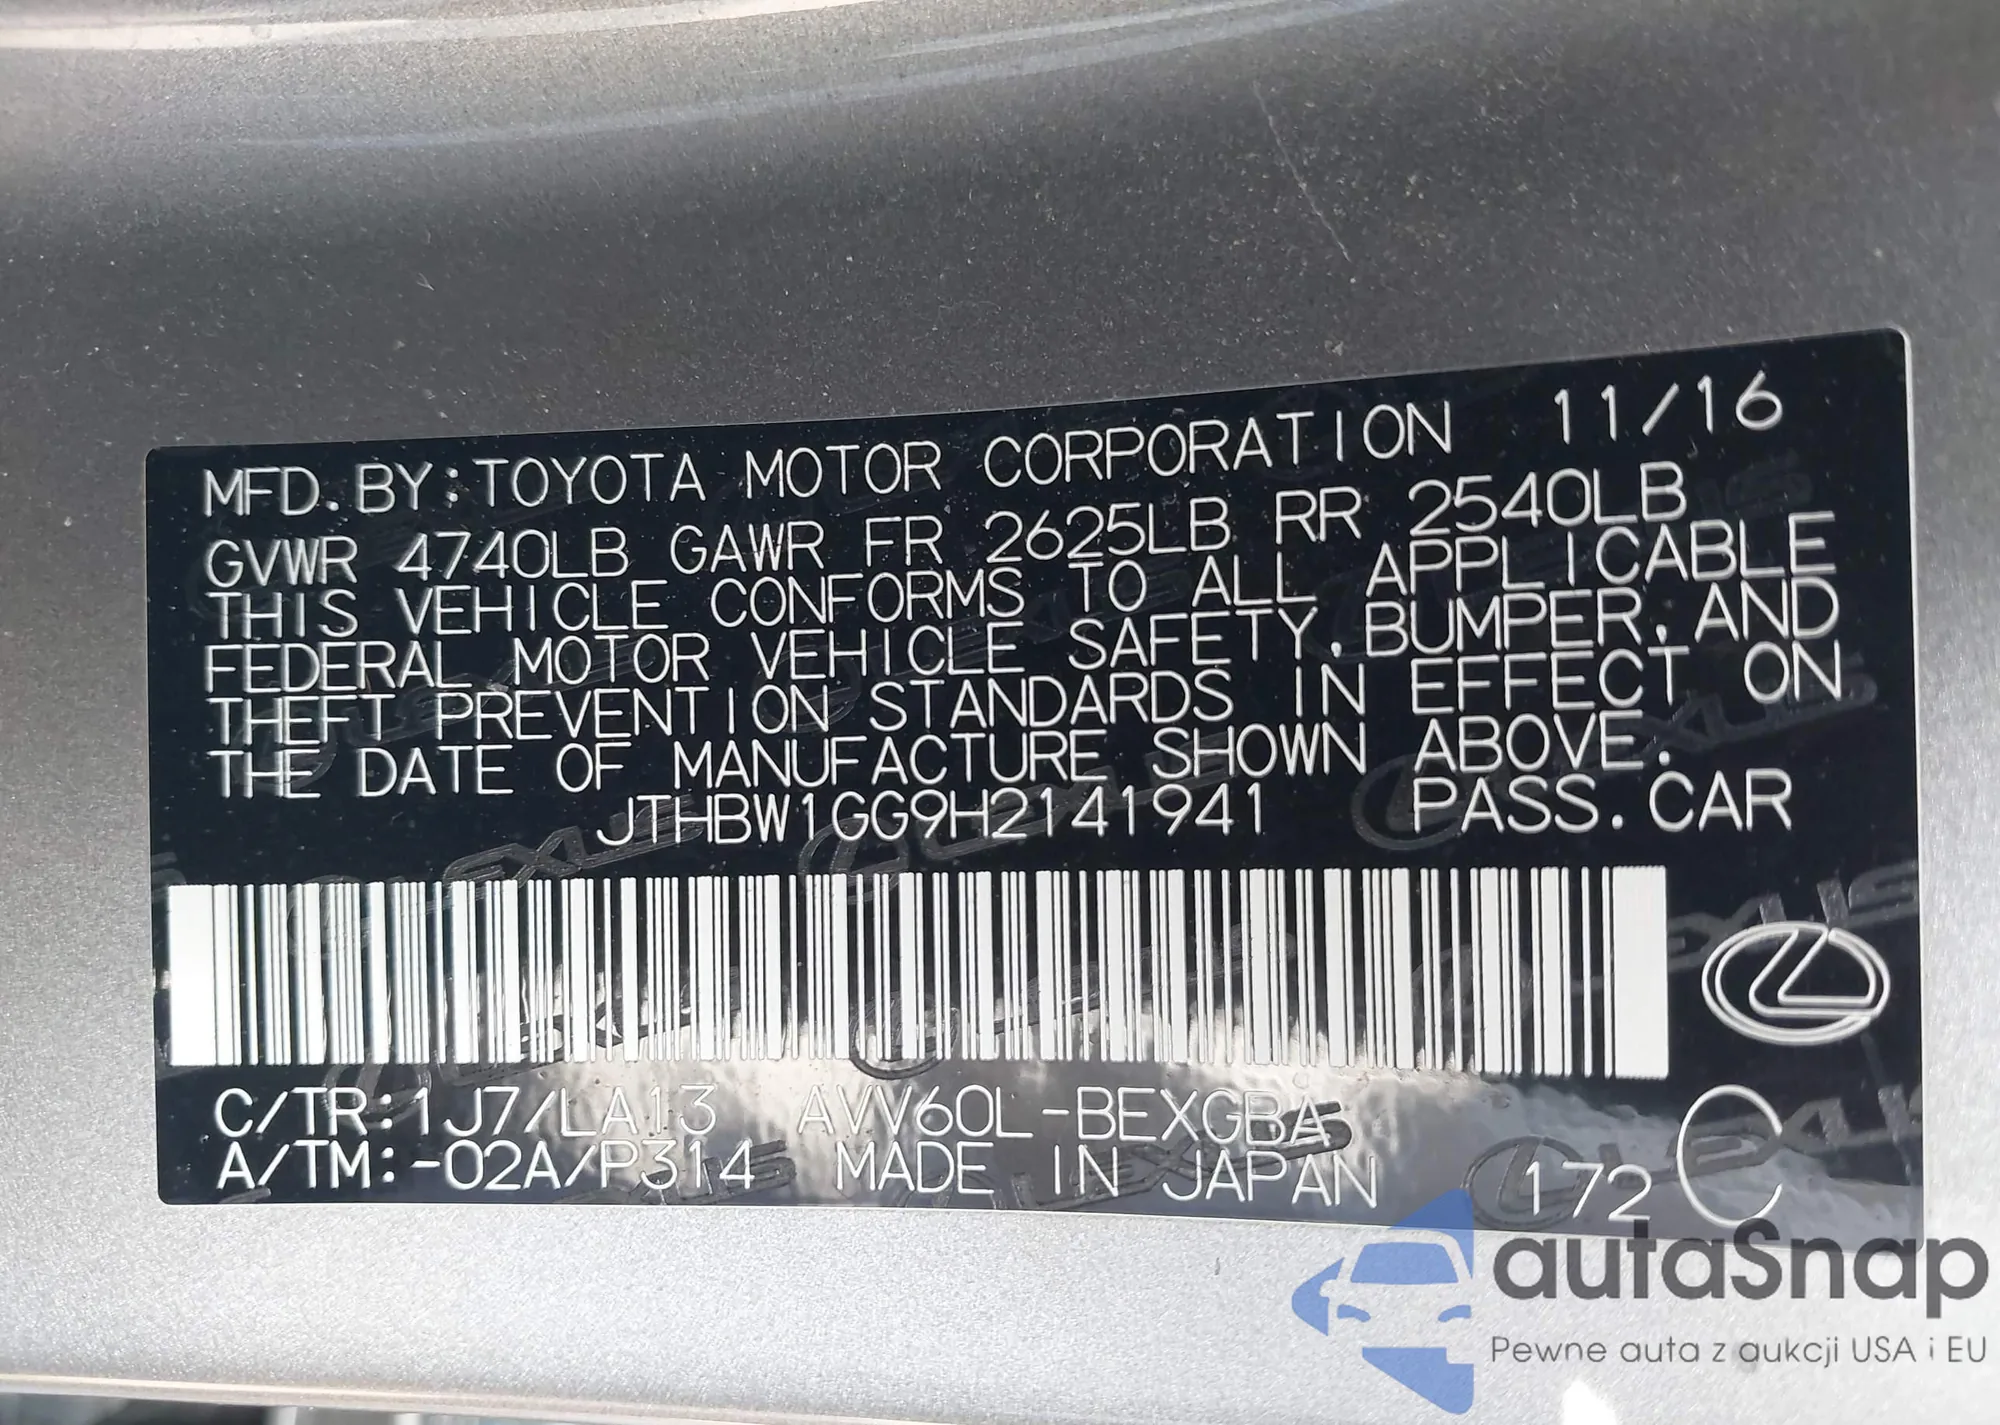 MFD. BY: TOYOTA MOTOR CORPORATION 11/16
GVWR 4740LB GAWR FR 2625LB RR 2540LB
THIS VEHICLE CONFORMS TO ALL APPLICABLE
FEDERAL MOTOR VEHICLE SAFETY, BUMPER, AND
THEFT PREVENTION STANDARDS IN EFFECT ON
THE DATE OF MANUFACTURE SHOWN ABOVE.
JTHBW1GG9H2141941 PASS. CAR
C/TR: 1J7/LA13 AVV60L-BEXGBA
A/TM: -02A/P314 MADE IN JAPAN 172 C
autaSnap
Pewne auta z aukcji USA i EU